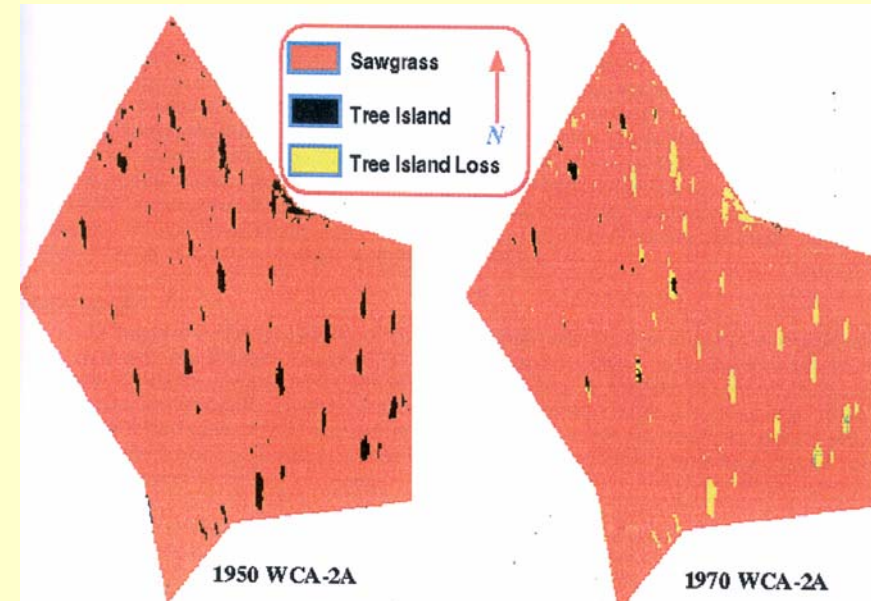 Sawgrass
Tree Island
Tree Island Loss
N
1950 WCA-2A
1970 WCA-2A